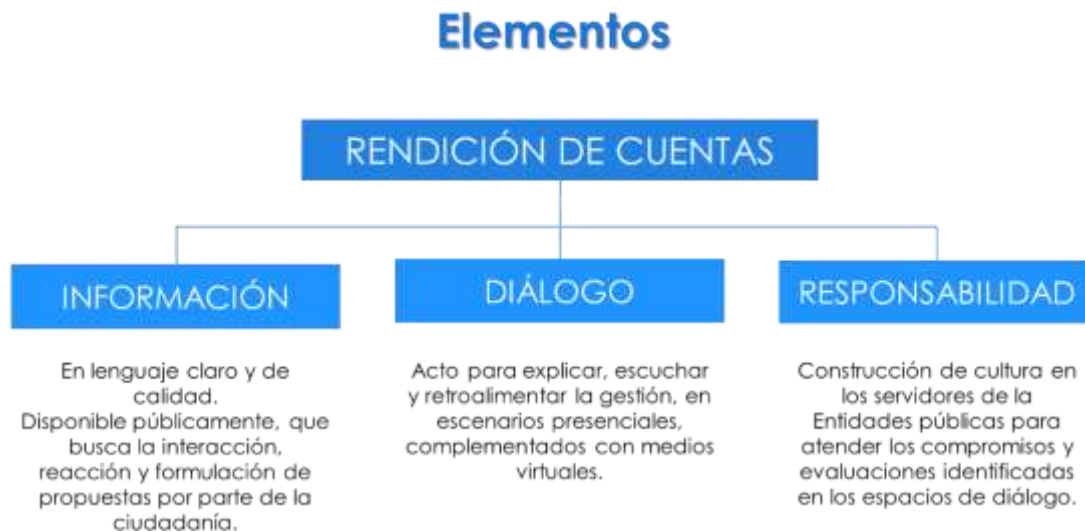 Elementos
RENDICIÓN DE CUENTAS
INFORMACIÓN
En lenguaje claro y de
calidad.
Disponible públicamente, que
busca la interacción,
reacción y formulación de
propuestas por parte de la
ciudadanía.
DIÁLOGO
Acto para explicar, escuchar
y retroalimentar la gestión, en
escenarios presenciales,
complementados con medios
virtuales.
RESPONSABILIDAD
Construcción de cultura en
los servidores de la
Entidades públicas para
atender los compromisos y
evaluaciones identificadas
en los espacios de diálogo.